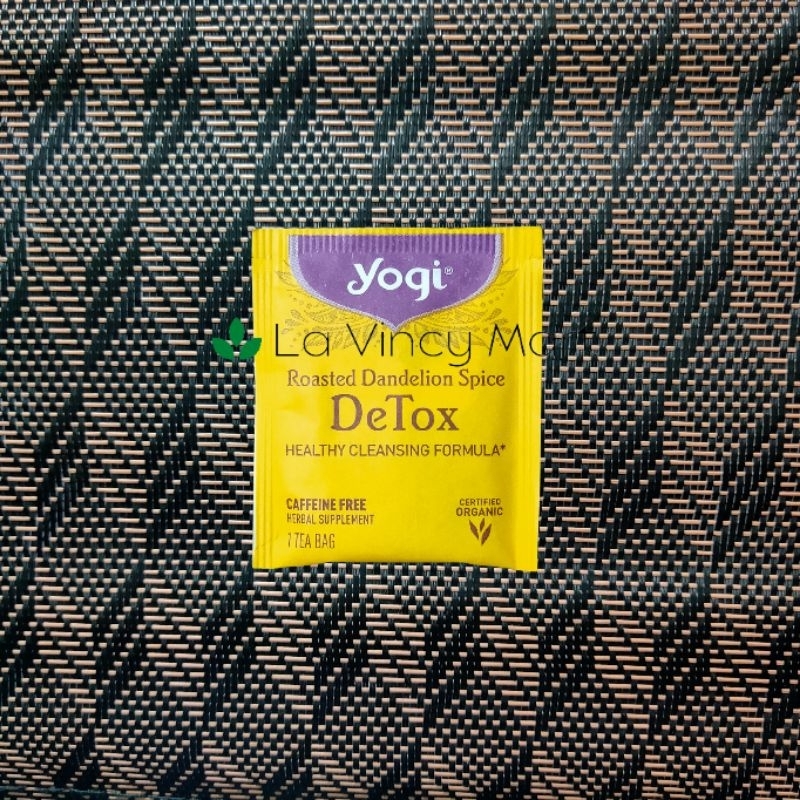 yogi®
La Vincy Mart
Roasted Dandelion Spice
DeTox
HEALTHY CLEANSING FORMULA*
CAFFEINE FREE
HERBAL SUPPLEMENT
1 TEA BAG
CERTIFIED
ORGANIC